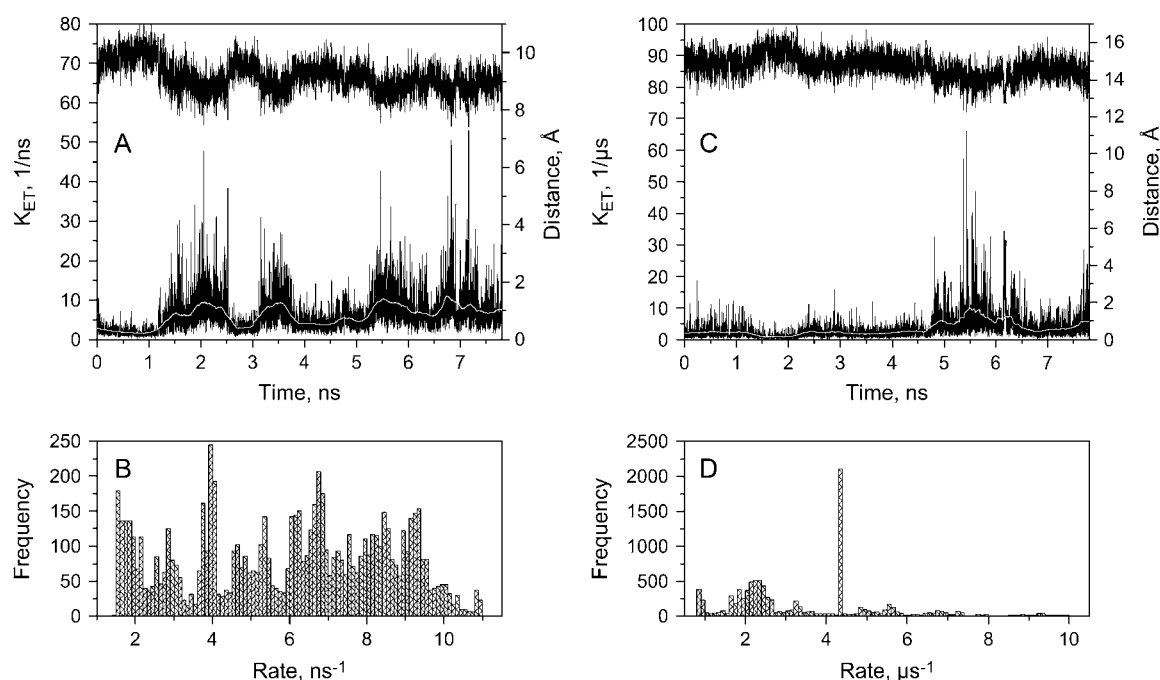 A
K_ET, 1/ns
80
70
60
50
40
30
20
10
0
10
8
6
4
2
0
Distance, Å
0 1 2 3 4 5 6 7
Time, ns
C
K_ET, 1/µs
100
90
80
70
60
50
40
30
20
10
0
16
14
12
10
8
6
4
2
0
Distance, Å
0 1 2 3 4 5 6 7
Time, ns
B
Frequency
250
200
150
100
50
0
2 4 6 8 10
Rate, ns⁻¹
D
Frequency
2500
2000
1500
1000
500
0
2 4 6 8 10
Rate, µs⁻¹